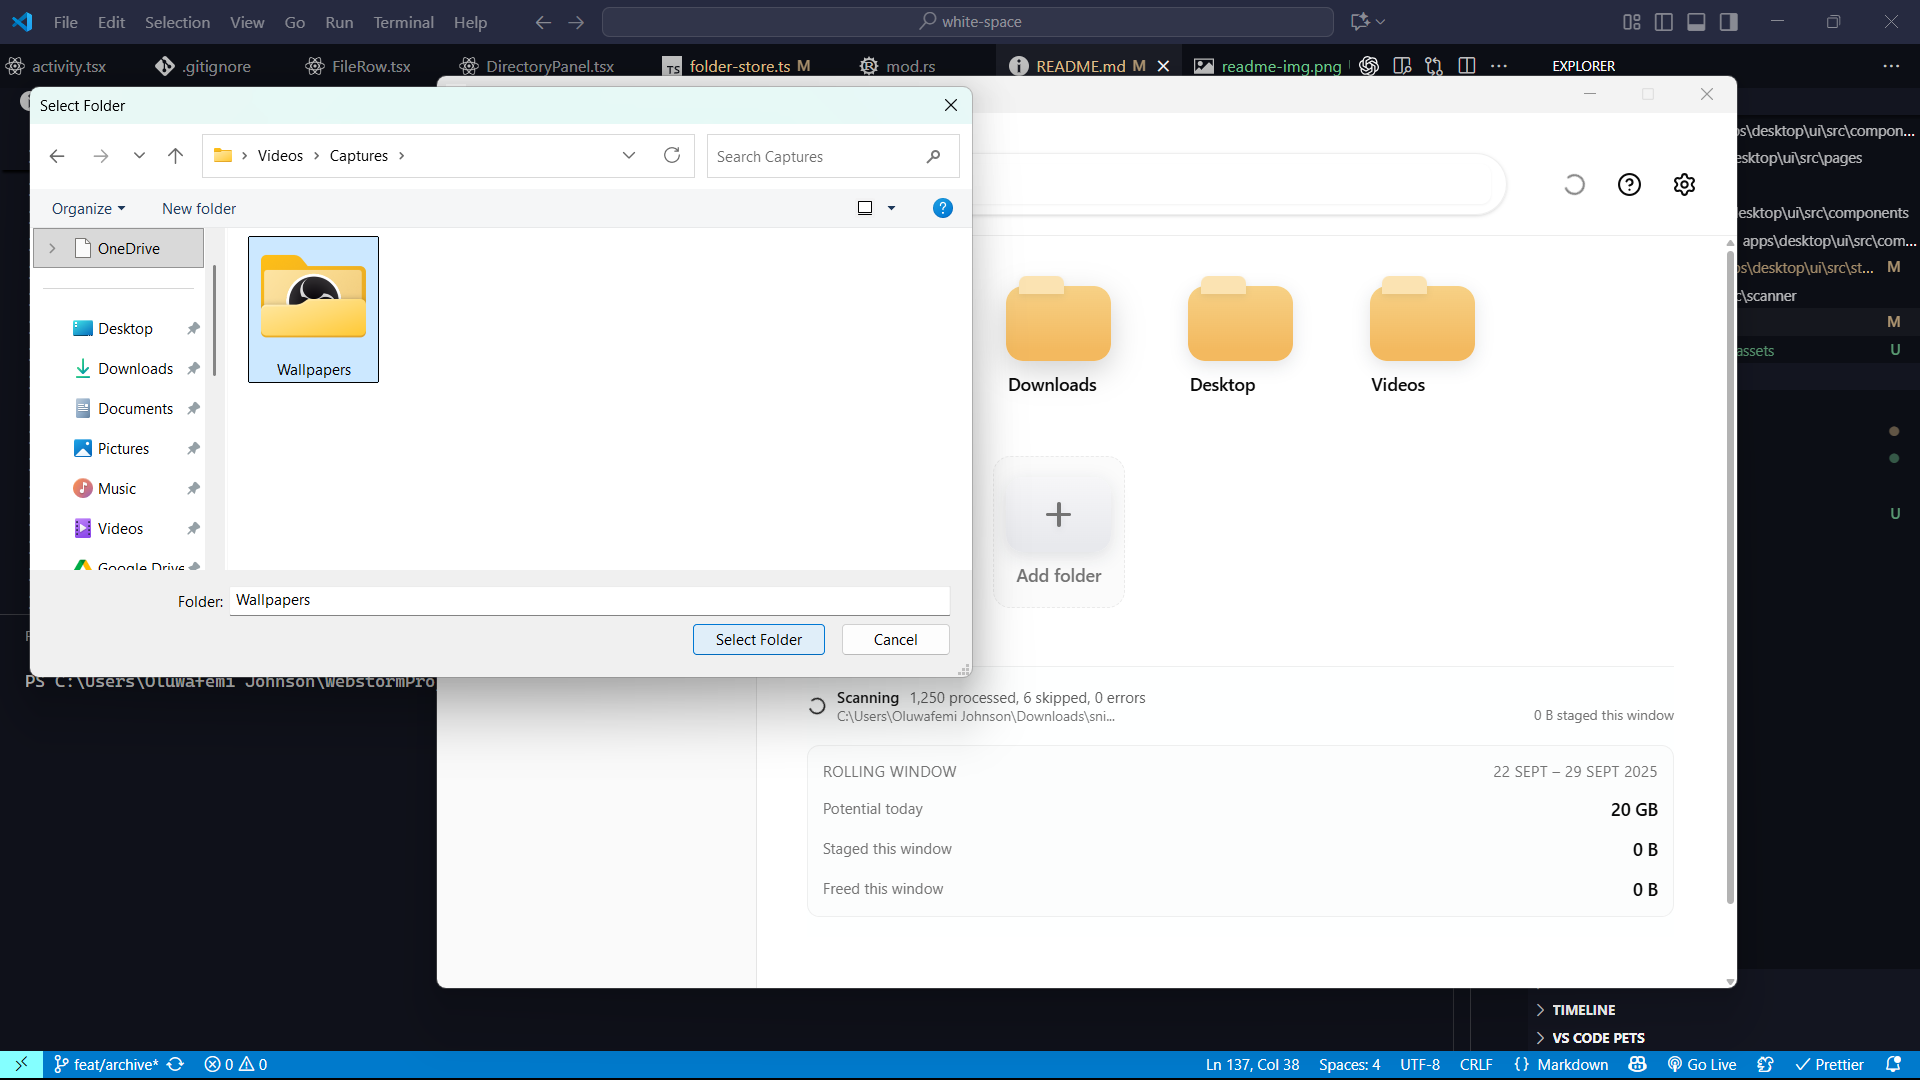 File Edit Selection View Go Run Terminal Help
white-space
activity.tsx
.gitignore
FileRow.tsx
DirectoryPanel.tsx
TS folder-store.ts M
mod.rs
README.md M
readme-img.png
EXPLORER
Select Folder
Videos > Captures >
Search Captures
Organize
New folder
OneDrive
Desktop
Downloads
Documents
Pictures
Music
Videos
Google Drive
Wallpapers
Folder:
Wallpapers
Select Folder
Cancel
Downloads
Desktop
Videos
Add folder
Scanning 1,250 processed, 6 skipped, 0 errors
C:\Users\Oluwafemi Johnson\Downloads\sni...
0 B staged this window
ROLLING WINDOW
22 SEPT – 29 SEPT 2025
Potential today
20 GB
Staged this window
0 B
Freed this window
0 B
\desktop\ui\src\compon...
\ui\src\pages
\ui\src\components
apps\desktop\ui\src\com...
\desktop\ui\src\st... M
\scanner
M
assets U
U
PS C:\Users\Oluwafemi Johnson\WebstormPro
TIMELINE
VS CODE PETS
feat/archive*
0 0
Ln 137, Col 38
Spaces: 4
UTF-8
CRLF
{} Markdown
Go Live
Prettier